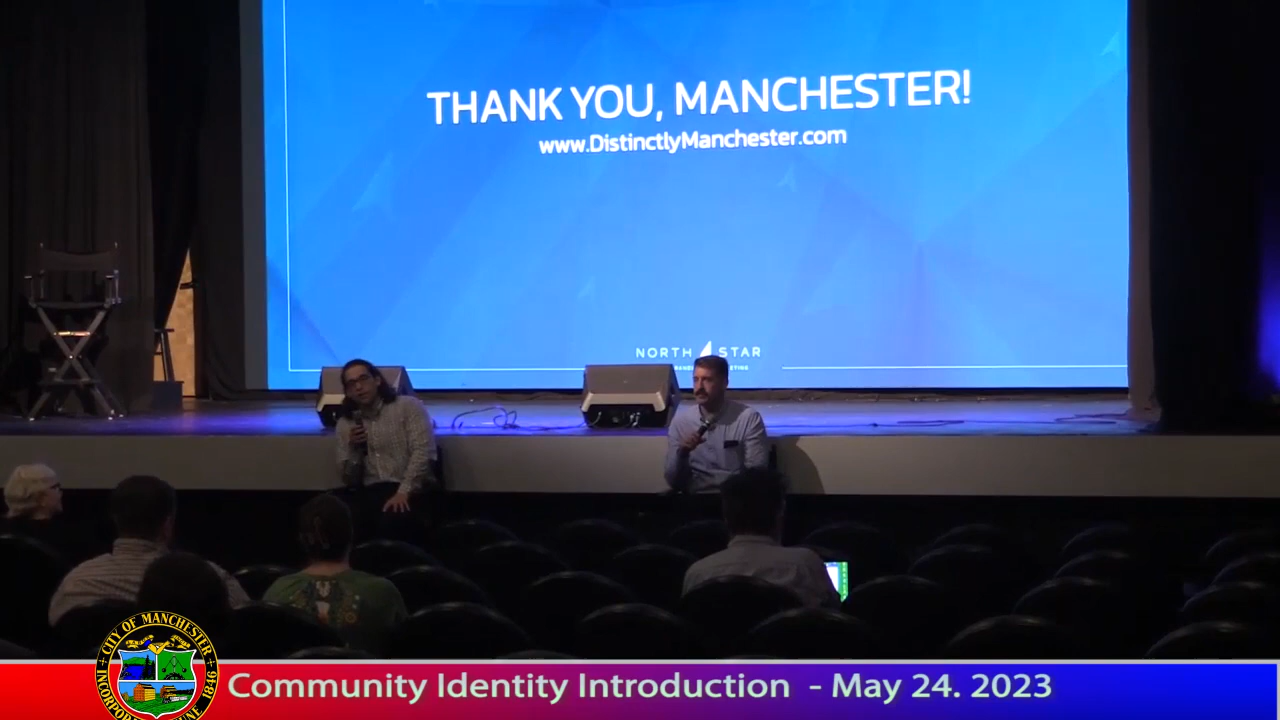 THANK YOU, MANCHESTER!
www.DistinctlyManchester.com
NORTH STAR
CITY OF MANCHESTER
1846
Community Identity Introduction - May 24. 2023